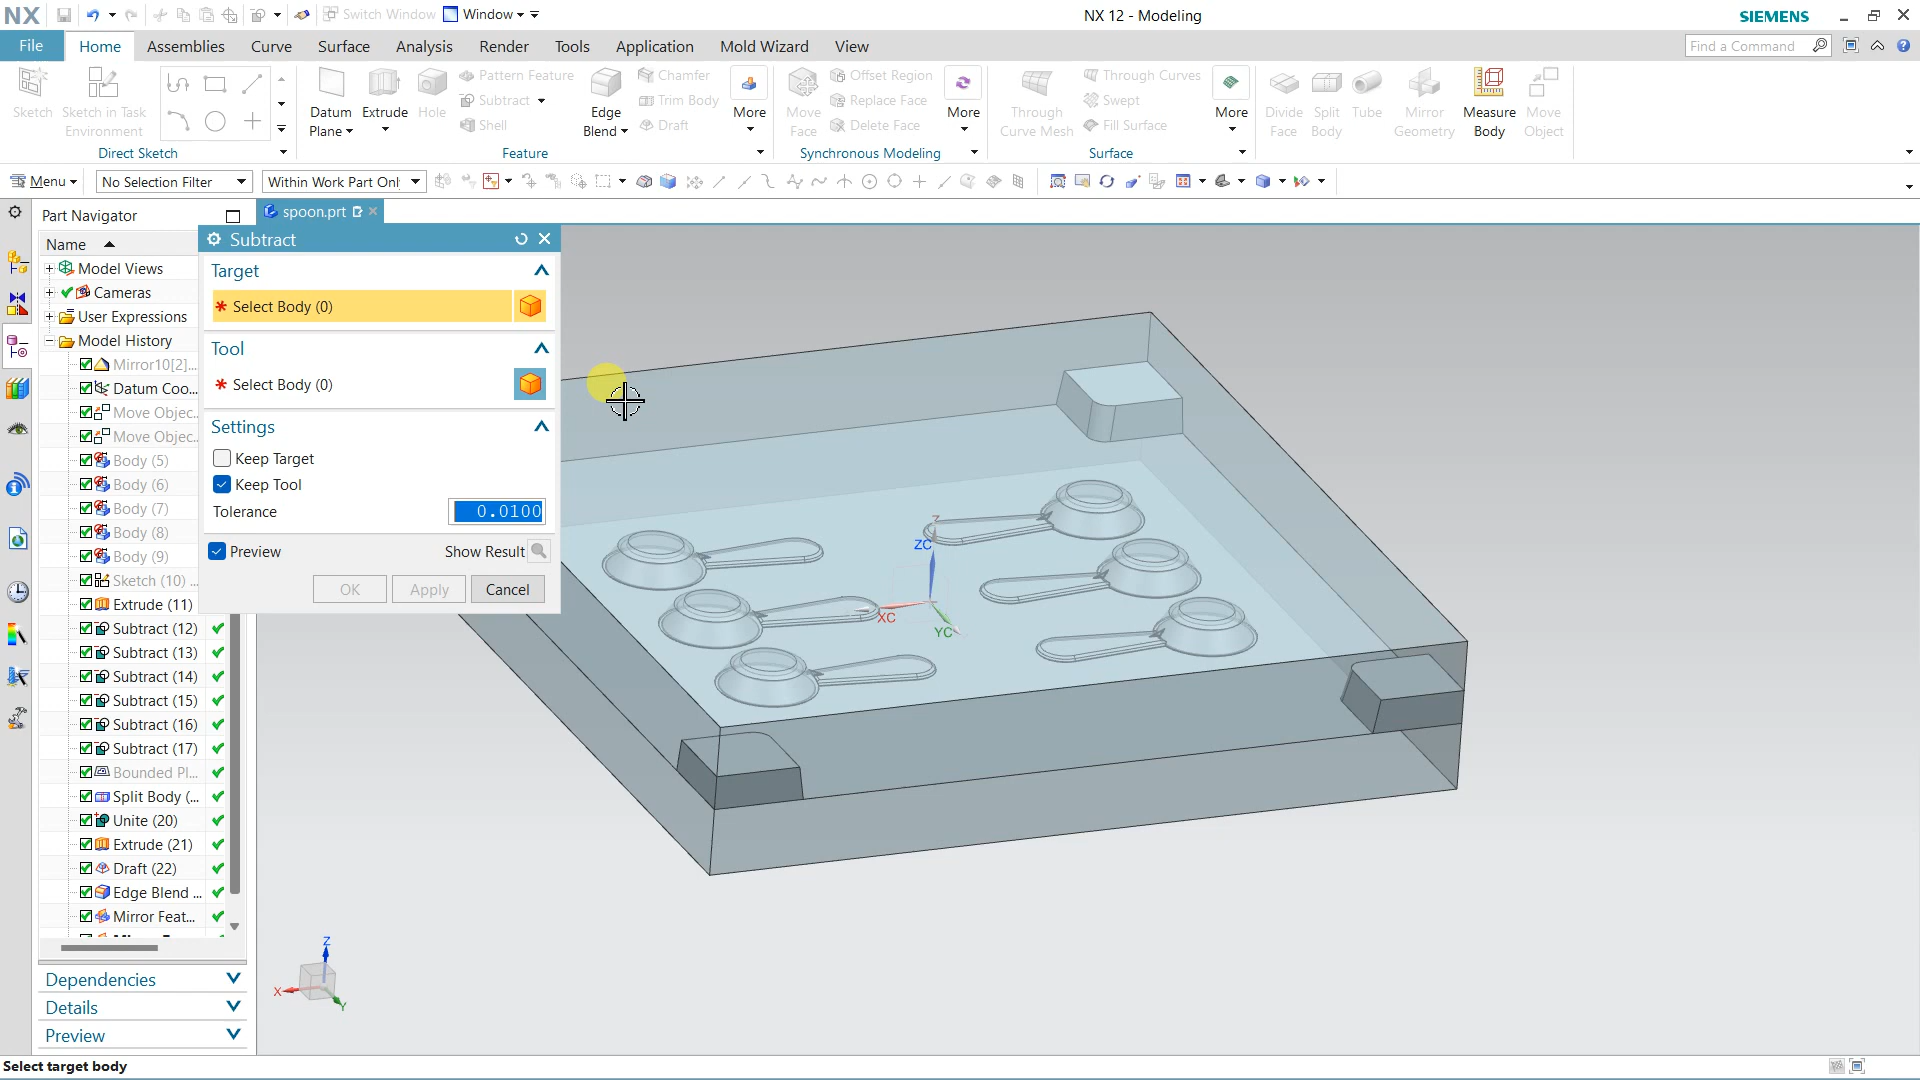 NX
Switch Window
Window
NX 12 - Modeling
SIEMENS
File
Home
Assemblies
Curve
Surface
Analysis
Render
Tools
Application
Mold Wizard
View
Find a Command
Sketch
Sketch in Task
Environment
Direct Sketch
Datum
Plane
Extrude
Hole
Pattern Feature
Subtract
Shell
Edge
Blend
Chamfer
Trim Body
Draft
More
Feature
Move
Face
Offset Region
Replace Face
Delete Face
More
Synchronous Modeling
Through
Curve Mesh
Through Curves
Swept
Fill Surface
More
Surface
Divide
Face
Split
Body
Tube
Mirror
Geometry
Measure
Body
Move
Object
Menu
No Selection Filter
Within Work Part Onl
Part Navigator
spoon.prt
Name
Model Views
Cameras
User Expressions
Model History
Mirror10[2]...
Datum Coo...
Move Objec...
Move Objec...
Body (5)
Body (6)
Body (7)
Body (8)
Body (9)
Sketch (10) ...
Extrude (11)
Subtract (12)
Subtract (13)
Subtract (14)
Subtract (15)
Subtract (16)
Subtract (17)
Bounded Pl...
Split Body (...
Unite (20)
Extrude (21)
Draft (22)
Edge Blend ...
Mirror Feat...
Dependencies
Details
Preview
Subtract
Target
* Select Body (0)
Tool
* Select Body (0)
Settings
Keep Target
Keep Tool
Tolerance
0.0100
Preview
Show Result
OK
Apply
Cancel
Z
ZC
XC
YC
Z
X
Y
Select target body